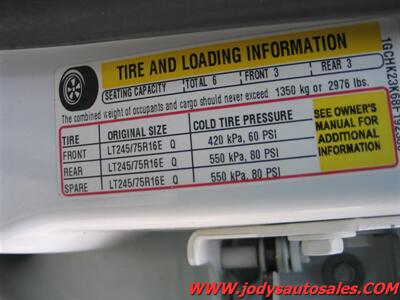 TIRE AND LOADING INFORMATION
SEATING CAPACITY TOTAL 6 FRONT 3 REAR 3
The combined weight of occupants and cargo should never exceed 1350 kg or 2976 lbs.
TIRE ORIGINAL SIZE COLD TIRE PRESSURE
FRONT LT245/75R16E Q 420 kPa, 60 PSI
REAR LT245/75R16E Q 550 kPa, 80 PSI
SPARE LT245/75R16E Q 550 kPa, 80 PSI
SEE OWNER'S
MANUAL FOR
ADDITIONAL
INFORMATION
www.jodysautosales.COM